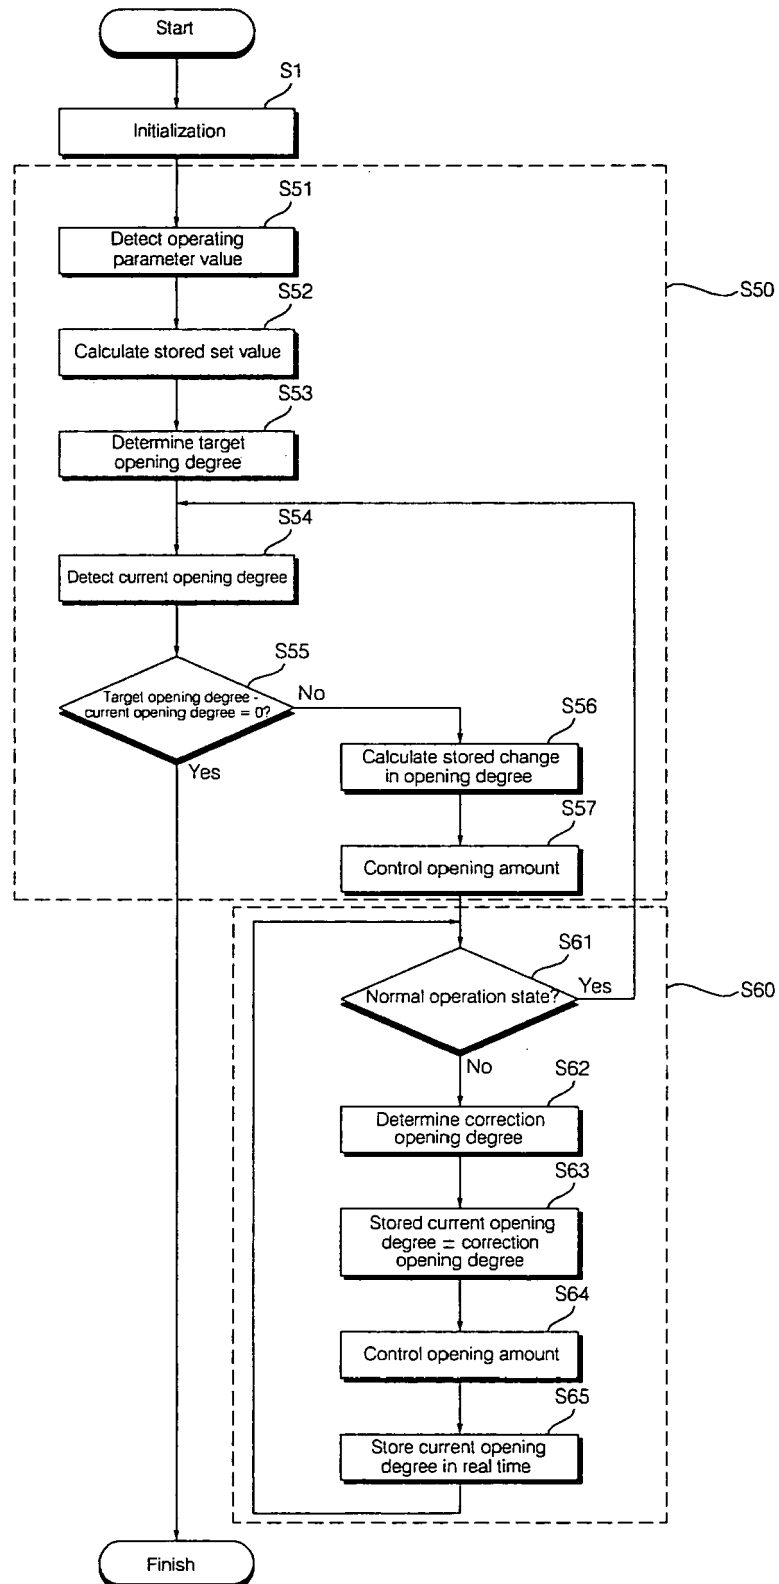 Start
S1
Initialization
S51
Detect operating
parameter value
S50
S52
Calculate stored set value
S53
Determine target
opening degree
S54
Detect current opening degree
S55
Target opening degree -
current opening degree = 0?
No
Yes
S56
Calculate stored change
in opening degree
S57
Control opening amount
S61
Normal operation state?
Yes
No
S60
S62
Determine correction
opening degree
S63
Stored current opening
degree = correction
opening degree
S64
Control opening amount
S65
Store current opening
degree in real time
Finish